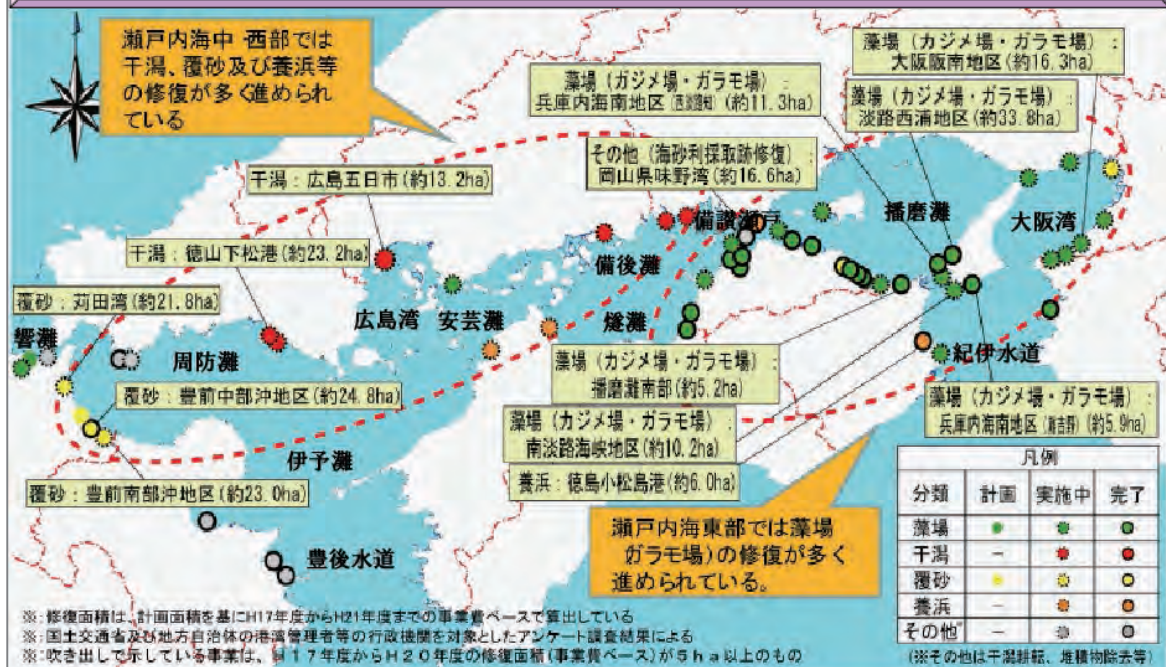 瀬戸内海中 西部では
干潟、覆砂及び養浜等
の修復が多く進められ
ている
藻場（カジメ場・ガラモ場）：
大阪阪南地区（約16.3ha）
藻場（カジメ場・ガラモ場）：
兵庫内海南地区 （約11.3ha）
藻場（カジメ場・ガラモ場）：
淡路西浦地区（約33.8ha）
その他（海砂利採取跡修復）：
岡山県味野湾（約16.6ha）
干潟：広島五日市（約13.2ha）
干潟：徳山下松港（約23.2ha）
覆砂：苅田湾（約21.8ha）
響灘
周防灘
広島湾
安芸灘
備後灘
燧灘
備讃瀬戸
播磨灘
大阪湾
紀伊水道
伊予灘
豊後水道
覆砂：豊前中部沖地区（約24.8ha）
覆砂：豊前南部沖地区（約23.0ha）
藻場（カジメ場・ガラモ場）：
播磨灘南部（約5.2ha）
藻場（カジメ場・ガラモ場）：
南淡路海峡地区（約10.2ha）
養浜：徳島小松島港（約6.0ha）
藻場（カジメ場・ガラモ場）：
兵庫内海南地区 （約5.9ha）
瀬戸内海東部では藻場
ガラモ場）の修復が多く
進められている。
凡例
分類 計画 実施中 完了
藻場
干潟 －
覆砂
養浜 －
その他※ －
（※その他は干潟耕耘、堆積物除去等）
※：修復面積は、計画面積を基にH17年度からH21年度までの事業費ベースで算出している
※：国土交通省及び地方自治体の港湾管理者等の行政機関を対象としたアンケート調査結果による
※：吹き出しで示している事業は、H１７年度からＨ２０年度の修復面積（事業費ベース）が５ｈａ以上のもの